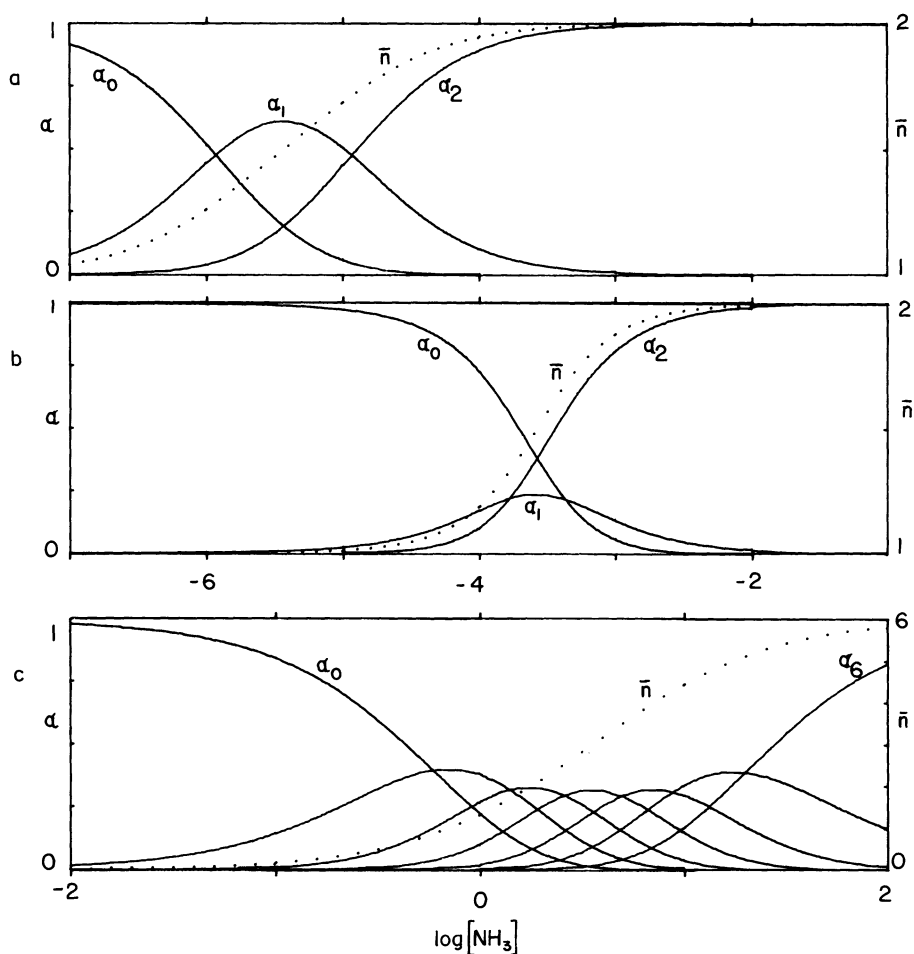 1 2
n̄
α₀ α₁ α₂
a
α n̄
0 1
1 2
α₀ α₂
b n̄
α n̄
α₁
0 1
-6 -4 -2
1 6
α₀ α₆
c n̄
α n̄
0 0
-2 0 2
log[NH₃]